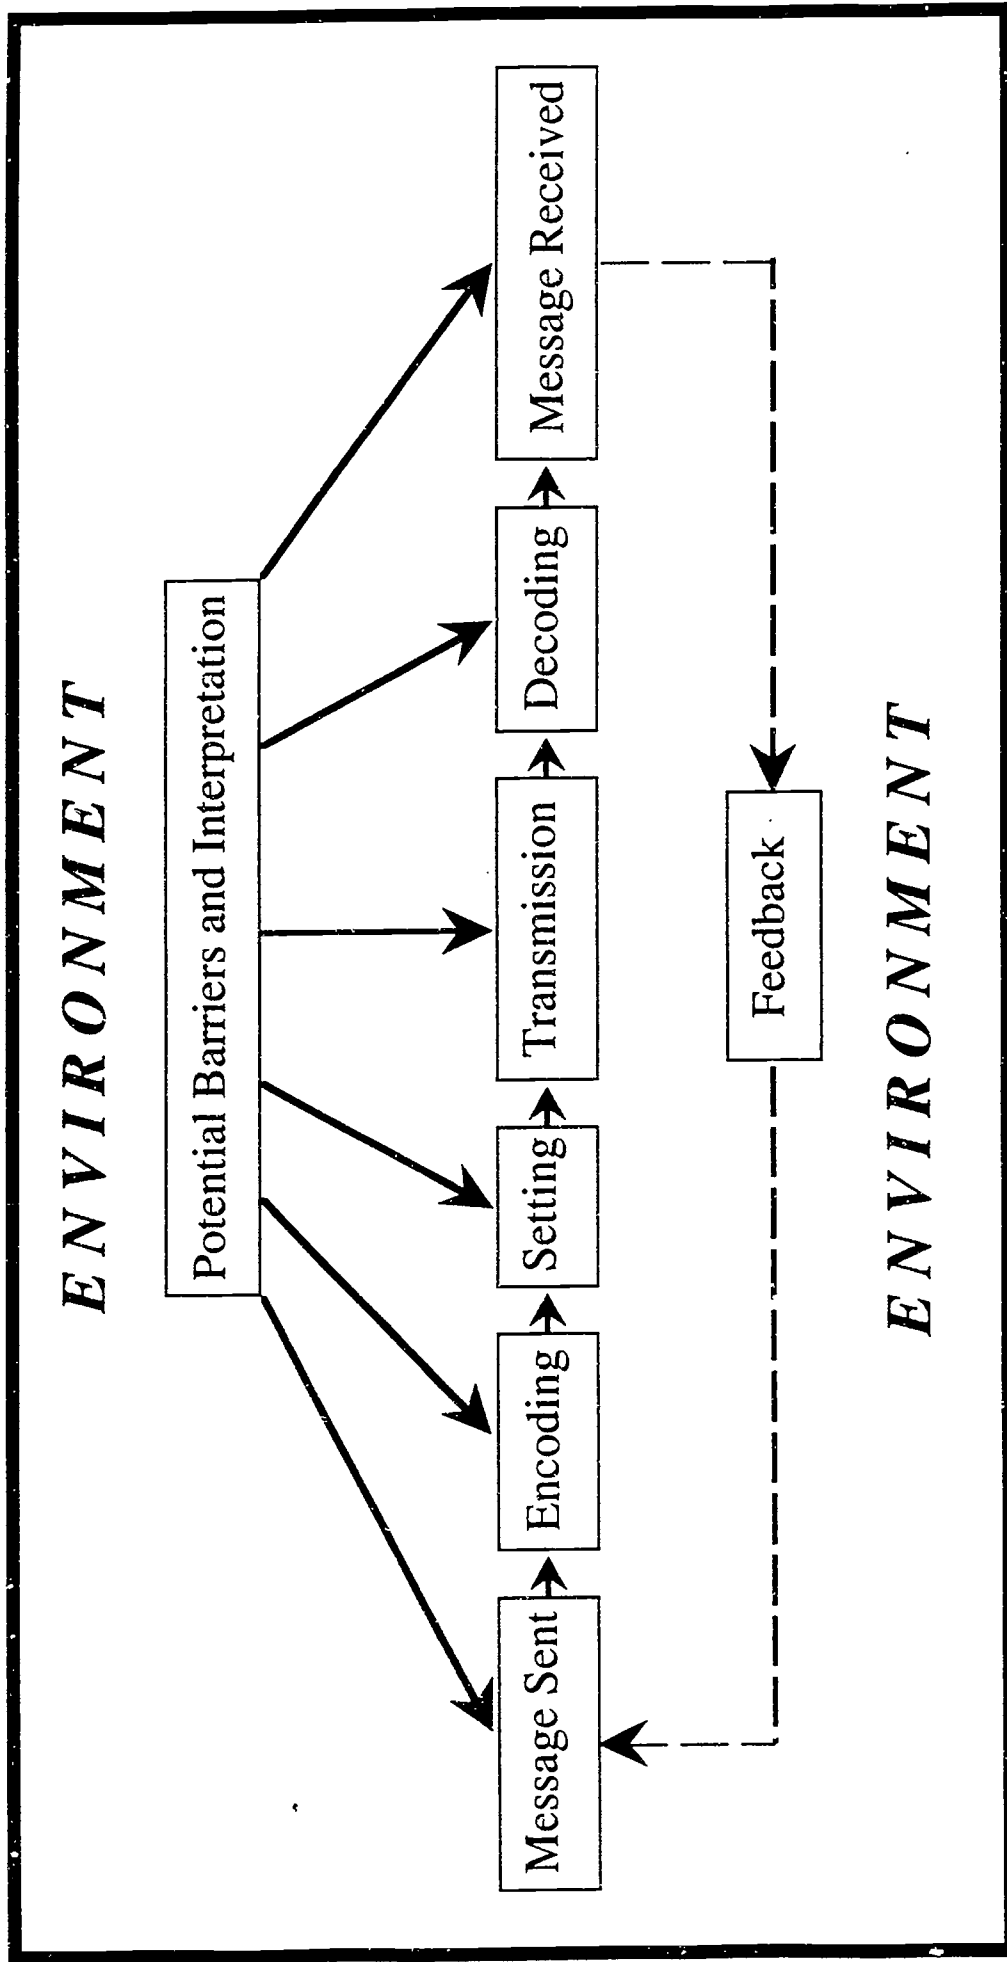 ENVIRONMENT
Potential Barriers and Interpretation
Message Sent
Encoding
Setting
Transmission
Decoding
Message Received
Feedback
ENVIRONMENT